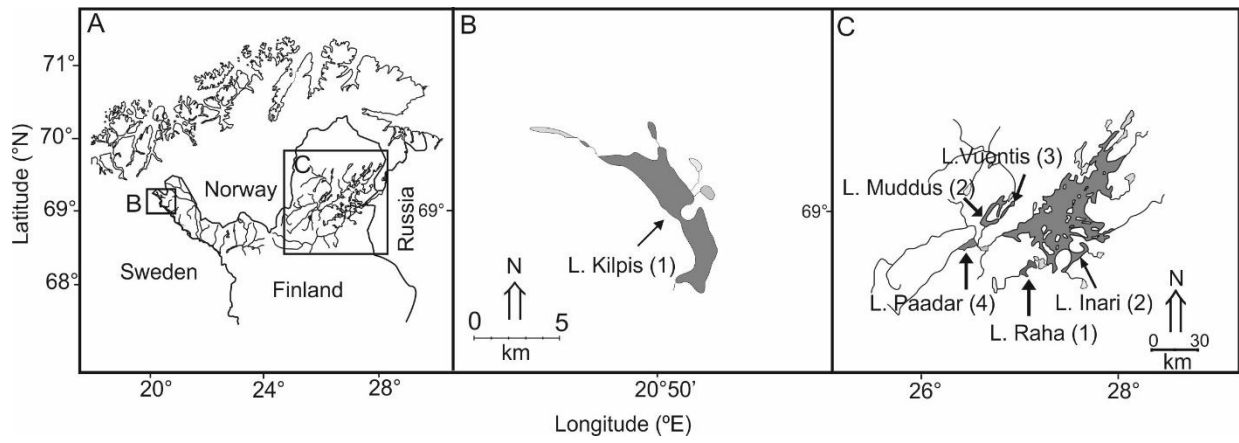 A
B
C
71°
70°
69°
68°
Latitude (°N)
C
B
Norway
Russia
Sweden
Finland
20°
24°
28°
69°
L. Kilpis (1)
N
0 5
km
20°50'
69°
L.Vuontis (3)
L. Muddus (2)
L. Paadar (4)
L. Inari (2)
L. Raha (1)
N
0 30
km
26°
28°
Longitude (ºE)